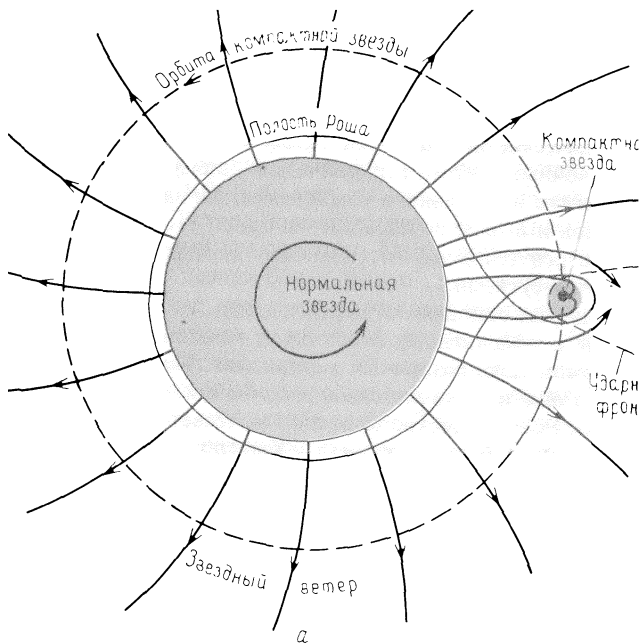 Орбита компактной звезды
Полость Роша
Компактна
звезда
Нормальная
звезда
Ударн
фрон
Звездный ветер
а